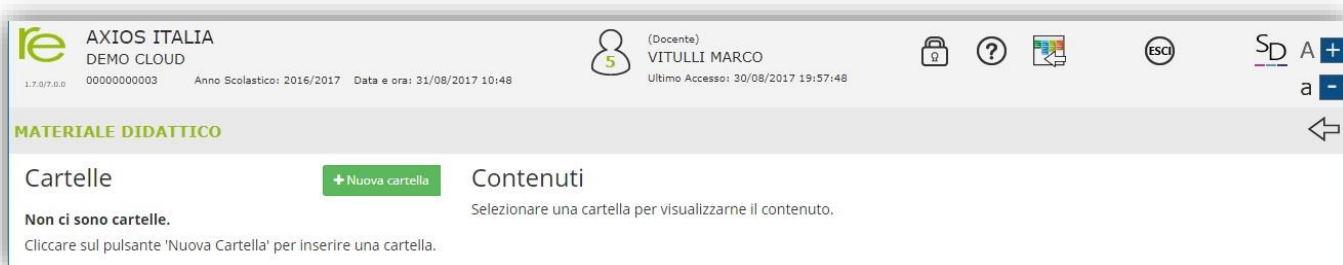 re
AXIOS ITALIA
DEMO CLOUD
1.7.0/7.0.0
00000000003 Anno Scolastico: 2016/2017 Data e ora: 31/08/2017 10:48
5
(Docente)
VITULLI MARCO
Ultimo Accesso: 30/08/2017 19:57:48
?
ESCI
SD
A +
a -
MATERIALE DIDATTICO
Cartelle
+ Nuova cartella
Non ci sono cartelle.
Cliccare sul pulsante 'Nuova Cartella' per inserire una cartella.
Contenuti
Selezionare una cartella per visualizzarne il contenuto.